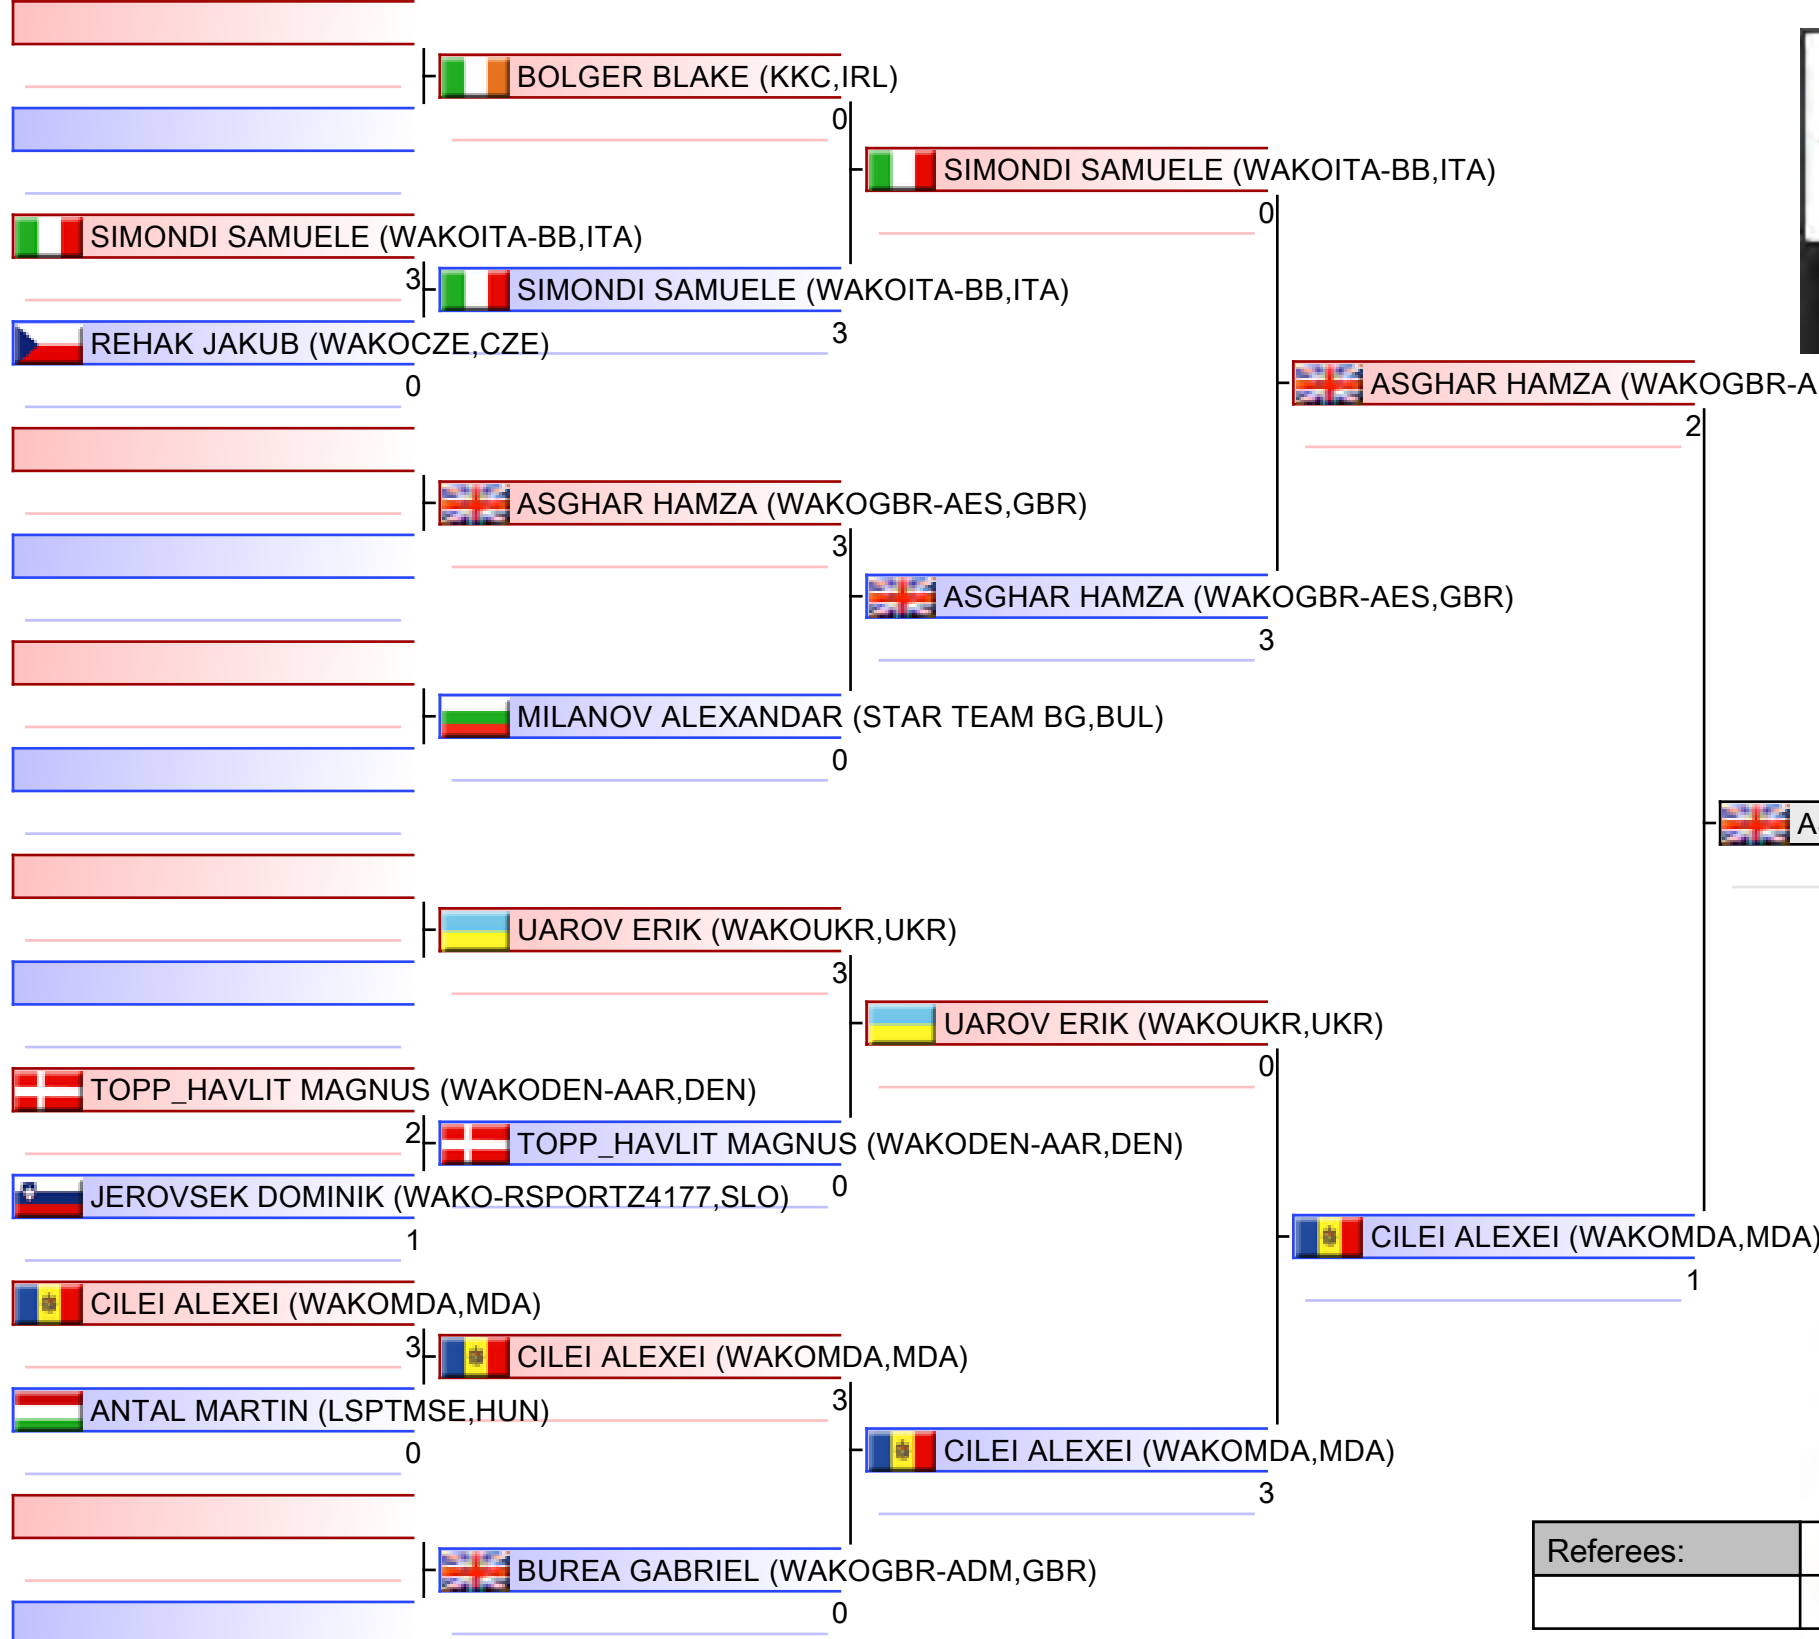 BOLGER BLAKE (KKC,IRL)
0
SIMONDI SAMUELE (WAKOITA-BB,ITA)
0
SIMONDI SAMUELE (WAKOITA-BB,ITA)
3
SIMONDI SAMUELE (WAKOITA-BB,ITA)
3
REHAK JAKUB (WAKOCZE,CZE)
0
ASGHAR HAMZA (WAKOGBR-A
2
ASGHAR HAMZA (WAKOGBR-AES,GBR)
3
ASGHAR HAMZA (WAKOGBR-AES,GBR)
3
MILANOV ALEXANDAR (STAR TEAM BG,BUL)
0
A
UAROV ERIK (WAKOUKR,UKR)
3
UAROV ERIK (WAKOUKR,UKR)
0
TOPP_HAVLIT MAGNUS (WAKODEN-AAR,DEN)
2
TOPP_HAVLIT MAGNUS (WAKODEN-AAR,DEN)
0
JEROVSEK DOMINIK (WAKO-RSPORTZ4177,SLO)
1
CILEI ALEXEI (WAKOMDA,MDA)
1
CILEI ALEXEI (WAKOMDA,MDA)
3
CILEI ALEXEI (WAKOMDA,MDA)
3
ANTAL MARTIN (LSPTMSE,HUN)
0
CILEI ALEXEI (WAKOMDA,MDA)
3
BUREA GABRIEL (WAKOGBR-ADM,GBR)
0
Referees: